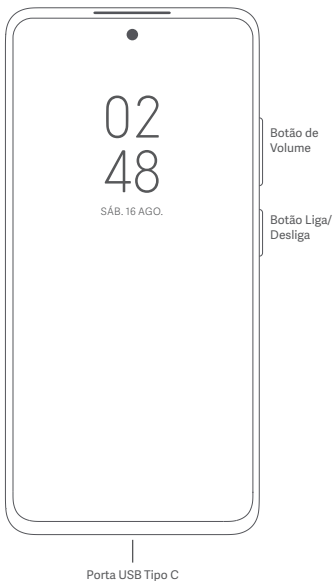 02
48
SÁB. 16 AGO.
Botão de
Volume
Botão Liga/
Desliga
Porta USB Tipo C